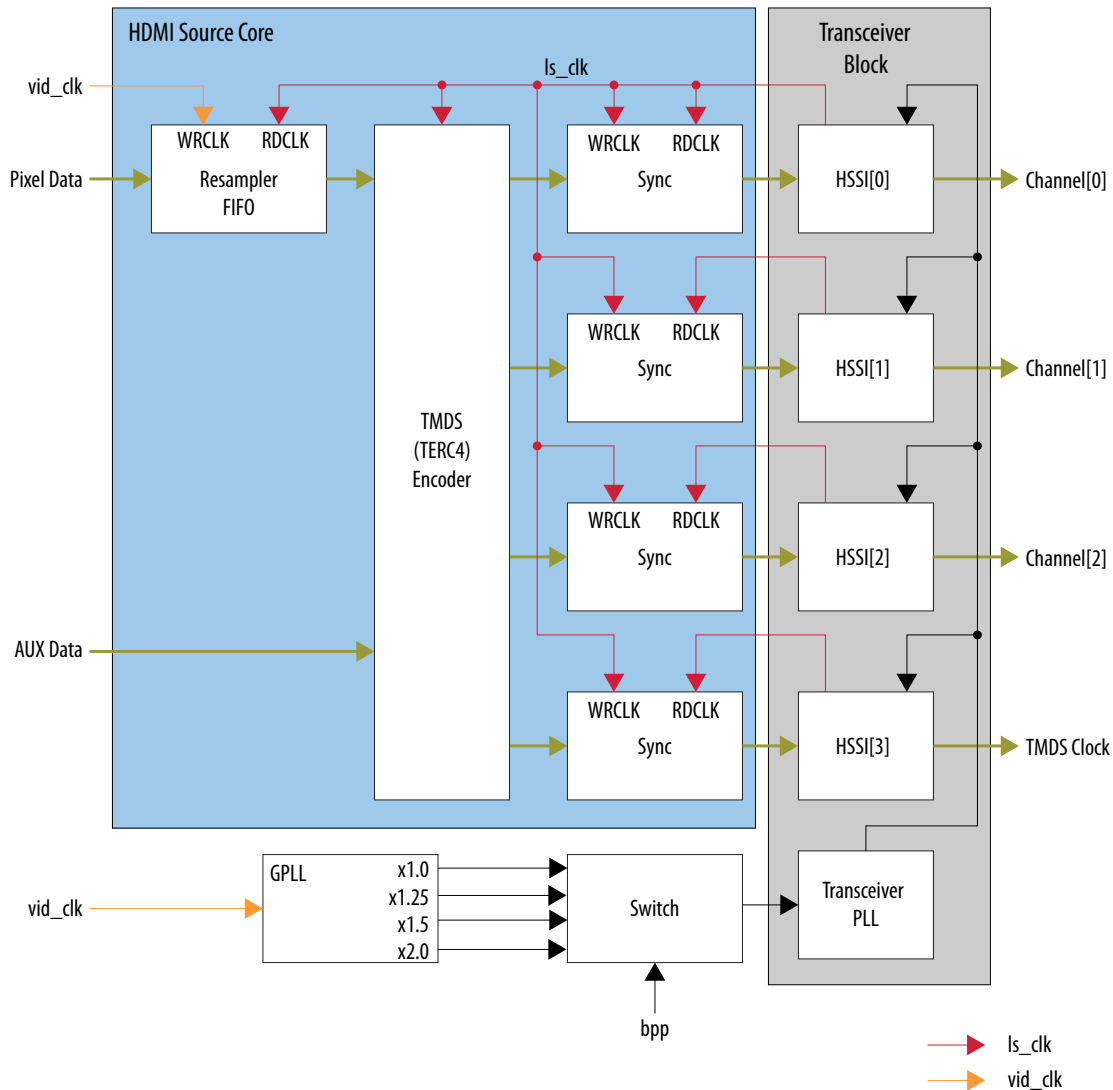 HDMI Source Core
Transceiver
Block
ls_clk
vid_clk
WRCLK RDCLK
Resampler
FIFO
WRCLK RDCLK
Sync
HSSI[0]
Pixel Data
Channel[0]
WRCLK RDCLK
Sync
HSSI[1]
Channel[1]
TMDS
(TERC4)
Encoder
WRCLK RDCLK
Sync
HSSI[2]
Channel[2]
AUX Data
WRCLK RDCLK
Sync
HSSI[3]
TMDS Clock
vid_clk
GPLL
x1.0
x1.25
x1.5
x2.0
Switch
Transceiver
PLL
bpp
ls_clk
vid_clk